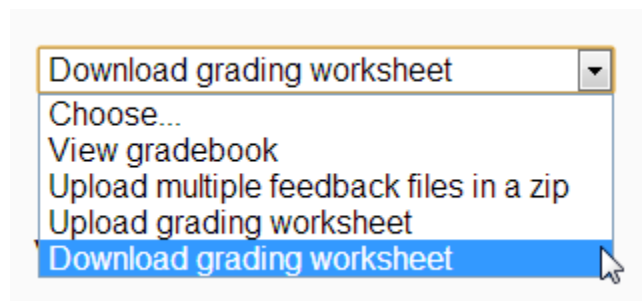 Download grading worksheet
Choose...
View gradebook
Upload multiple feedback files in a zip
Upload grading worksheet
Download grading worksheet